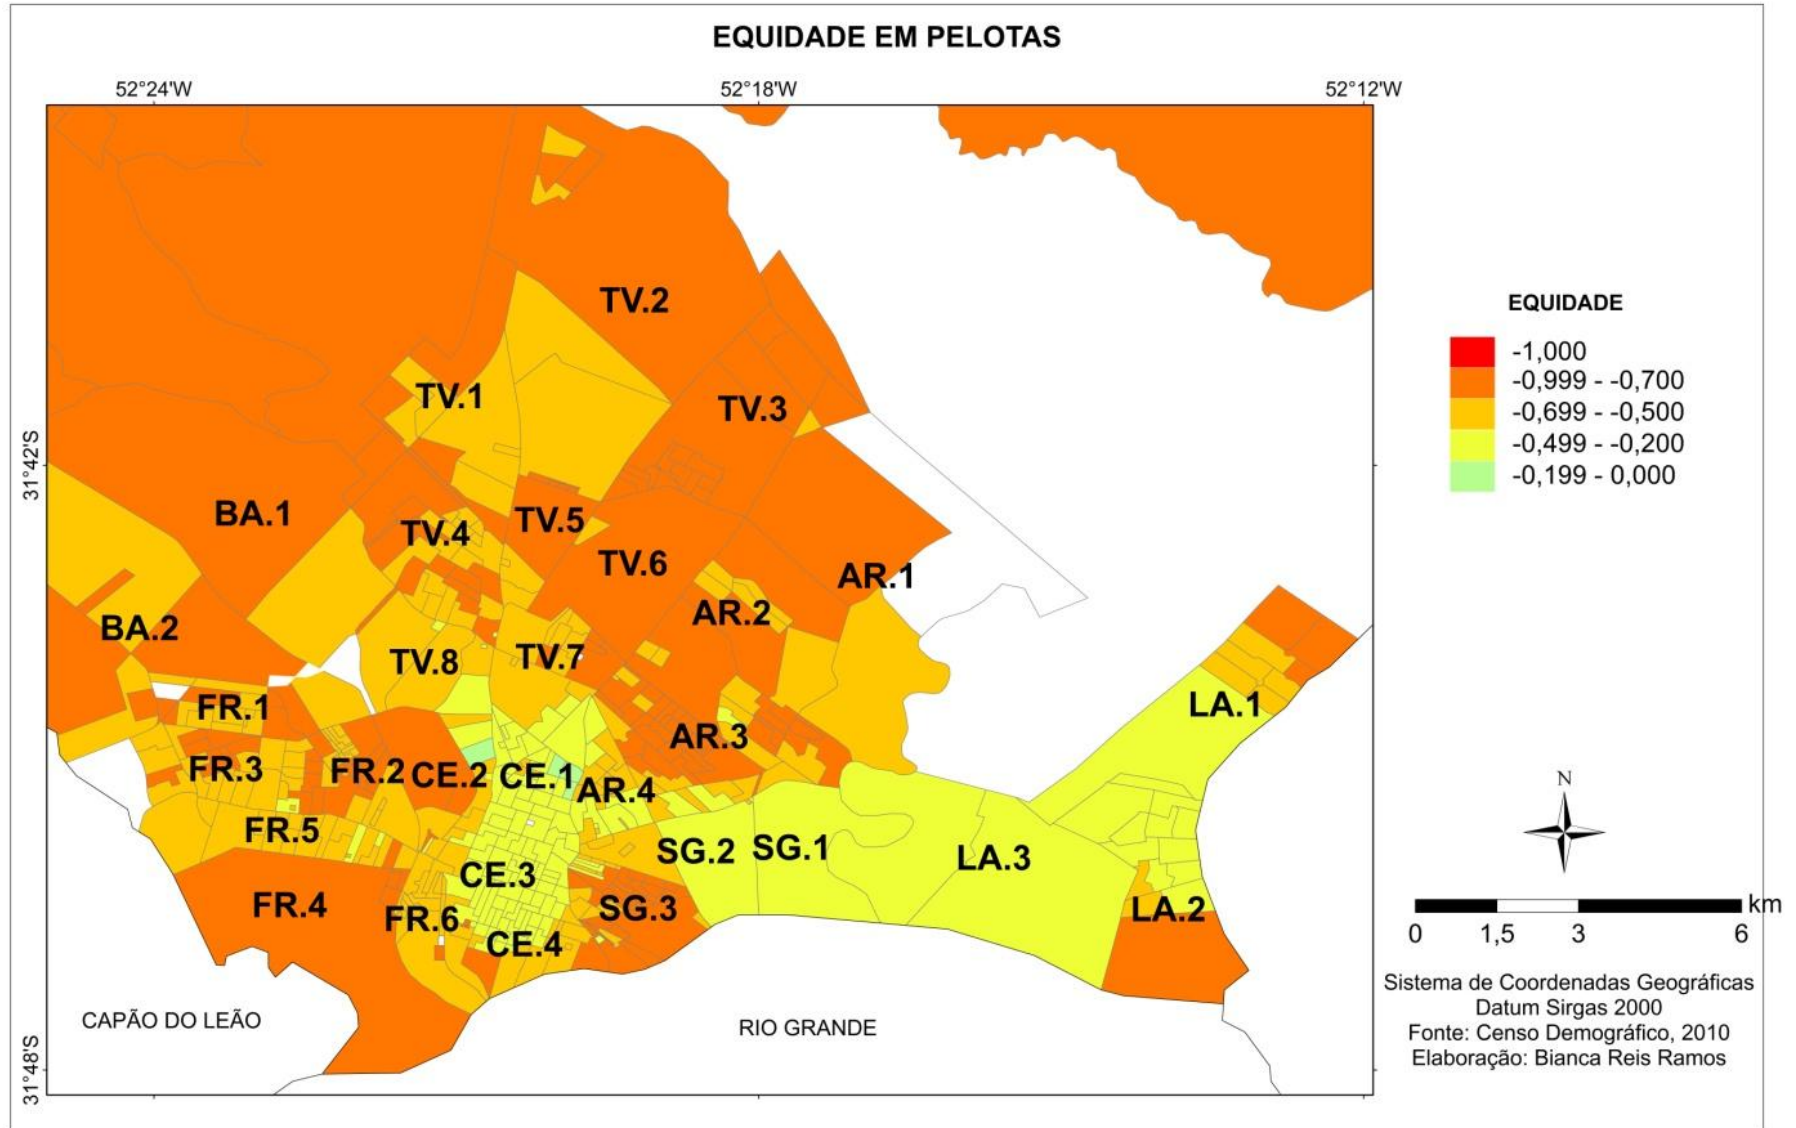 EQUIDADE EM PELOTAS
52°24'W
52°18'W
52°12'W
31°42'S
31°48'S
TV.2
TV.1
TV.3
BA.1
TV.4
TV.5
TV.6
AR.1
AR.2
BA.2
TV.8
TV.7
FR.1
LA.1
AR.3
FR.3
FR.2
CE.2
CE.1
AR.4
FR.5
SG.2
SG.1
LA.3
CE.3
FR.4
FR.6
SG.3
LA.2
CE.4
CAPÃO DO LEÃO
RIO GRANDE
EQUIDADE
-1,000
-0,999 - -0,700
-0,699 - -0,500
-0,499 - -0,200
-0,199 - 0,000
N
km
0 1,5 3 6
Sistema de Coordenadas Geográficas
Datum Sirgas 2000
Fonte: Censo Demográfico, 2010
Elaboração: Bianca Reis Ramos